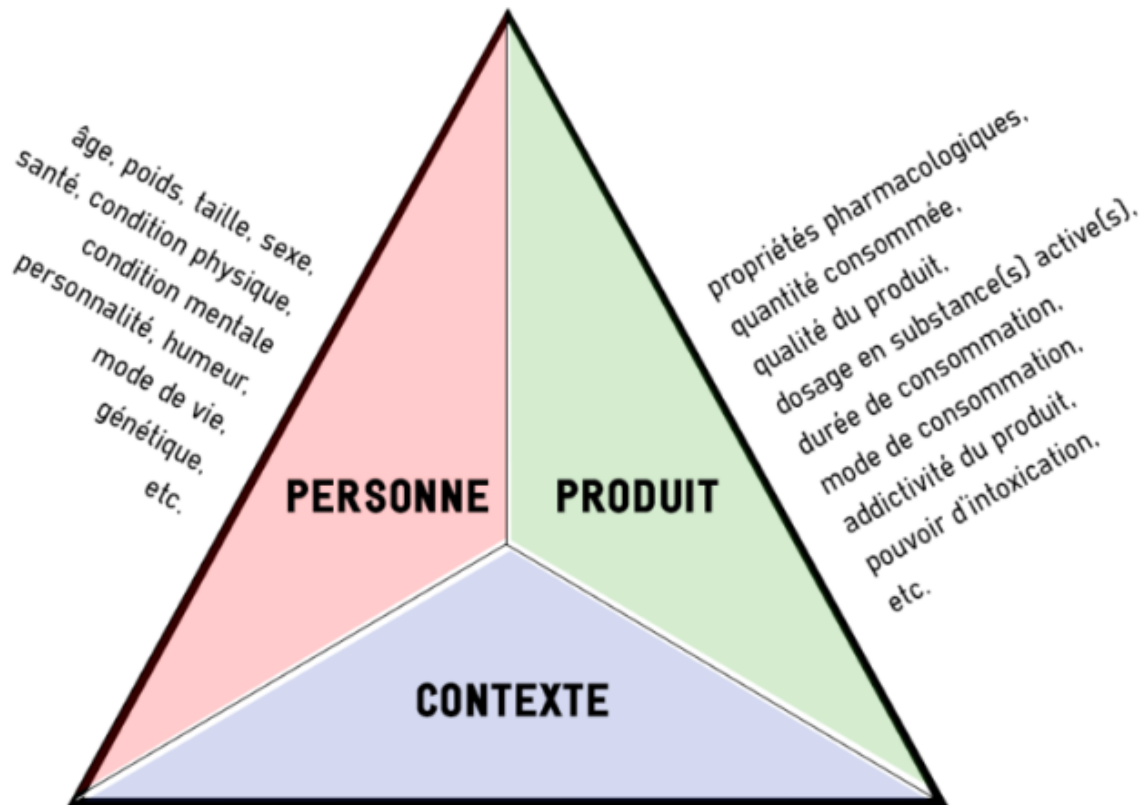 âge, poids, taille, sexe,
santé, condition physique,
condition mentale
personnalité, humeur,
mode de vie,
génétique,
etc.
propriétés pharmacologiques,
quantité consommée,
qualité du produit,
dosage en substance(s) active(s),
durée de consommation,
mode de consommation,
addictivité du produit,
pouvoir d'intoxication,
etc.
PERSONNE
PRODUIT
CONTEXTE